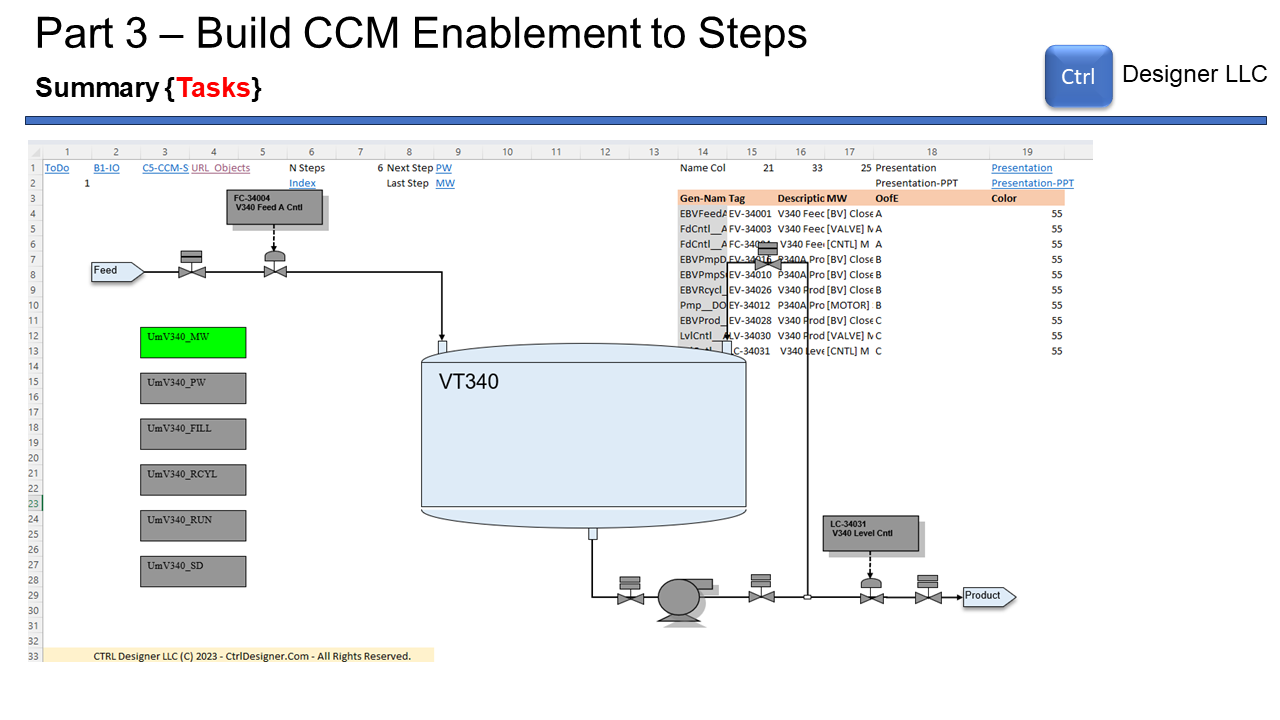 Part 3 – Build CCM Enablement to Steps
Summary {Tasks}
Ctrl
Designer LLC
1 2 3 4 5 6 7 8 9 10 11 12 13 14 15 16 17 18 19
1 ToDo B1-IO C5-CCM-S URL_Objects N Steps 6 Next Step PW Name Col 21 33 25 Presentation Presentation
2 1 Index Last Step MW Presentation-PPT Presentation-PPT
3 Gen-Nam Tag Descriptic MW OofE Color
4 EBVFeedA EV-34001 V340 Feec [BV] Close A 55
5 FdCntl__A FV-34003 V340 Feec [VALVE] M A 55
6 FdCntl__A V340 Fee [CNTL] M A 55
7 EBVPmpD P340A Pro [BV] Close B 55
8 EBVPmpS EV-34010 P340A Pro [BV] Close B 55
9 EBVRcycl_ EV-34026 V340 Prod [BV] Close B 55
10 Pmp__DO EY-34012 P340A Pro [MOTOR] B 55
11 EBVProd_ EV-34028 V340 Prod [BV] Close C 55
12 LvlCntl__ LV-34030 V340 Prod [VALVE] M C 55
13 LC-34031 V340 Leve [CNTL] M C 55
14
15
16
17
18
19
20
21
22
23
24
25
26
27
28
29
30
31
32
33
FC-34004
V340 Feed A Cntl
Feed
UmV340_MW
UmV340_PW
UmV340_FILL
UmV340_RCYL
UmV340_RUN
UmV340_SD
VT340
LC-34031
V340 Level Cntl
Product
CTRL Designer LLC (C) 2023 - CtrlDesigner.Com - All Rights Reserved.